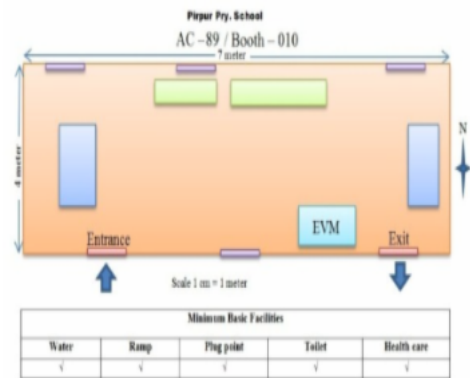 Pirpur Pry. School
AC – 89 / Booth – 010
7 meter
4 meter
N
EVM
Entrance
Exit
Scale 1 cm = 1 meter
Minimum Basic Facilities
Water Ramp Plug point Toilet Health care
√ √ √ √ √